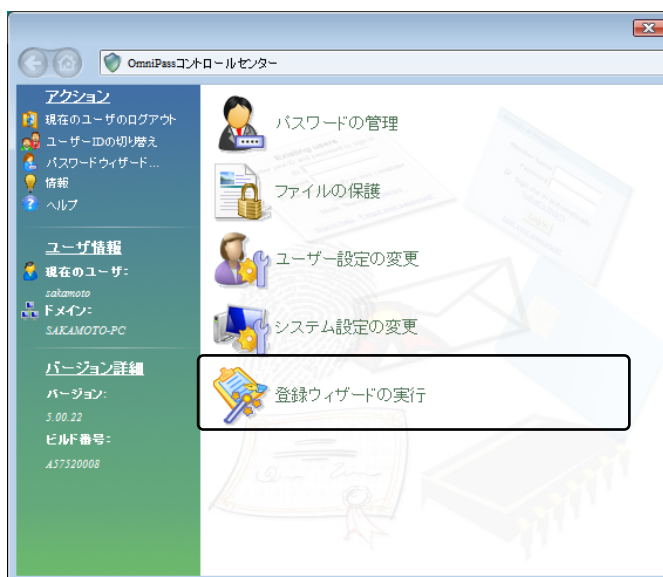 OmniPassコントロールセンター
アクション
現在のユーザのログアウト
ユーザーIDの切り替え
パスワードウィザード...
情報
ヘルプ
ユーザ情報
現在のユーザ:
sakamoto
ドメイン:
SAKAMOTO-PC
バージョン詳細
バージョン:
5.00.22
ビルド番号:
A57520008
パスワードの管理
ファイルの保護
ユーザー設定の変更
システム設定の変更
登録ウィザードの実行